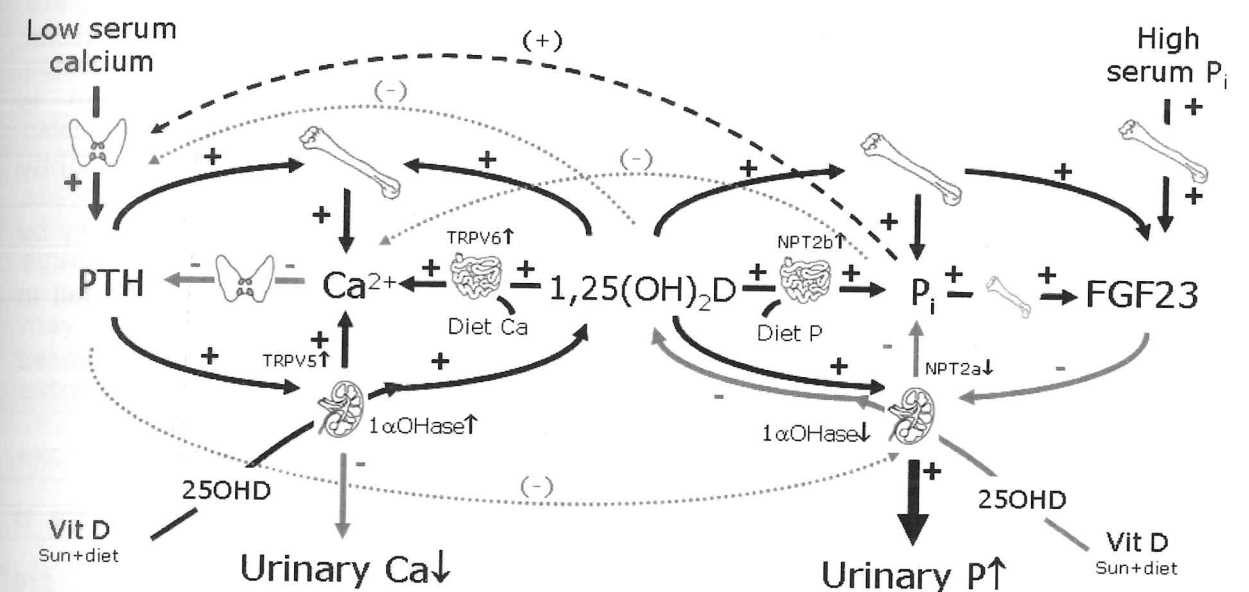 Low serum
calcium
(+)
High
serum Pi
(-)
+
+
+
(-)
+
+
+
+
+
+
TRPV6↑
NPT2b↑
PTH
-
-
Ca²⁺
+
+
1,25(OH)₂D
+
+
Pi
+
+
FGF23
Diet Ca
Diet P
+
TRPV5↑
+
+
+
-
-
NPT2a↓
-
1αOHase↑
1αOHase↓
-
+
25OHD
(-)
25OHD
Vit D
Sun+diet
Vit D
Sun+diet
Urinary Ca↓
Urinary P↑